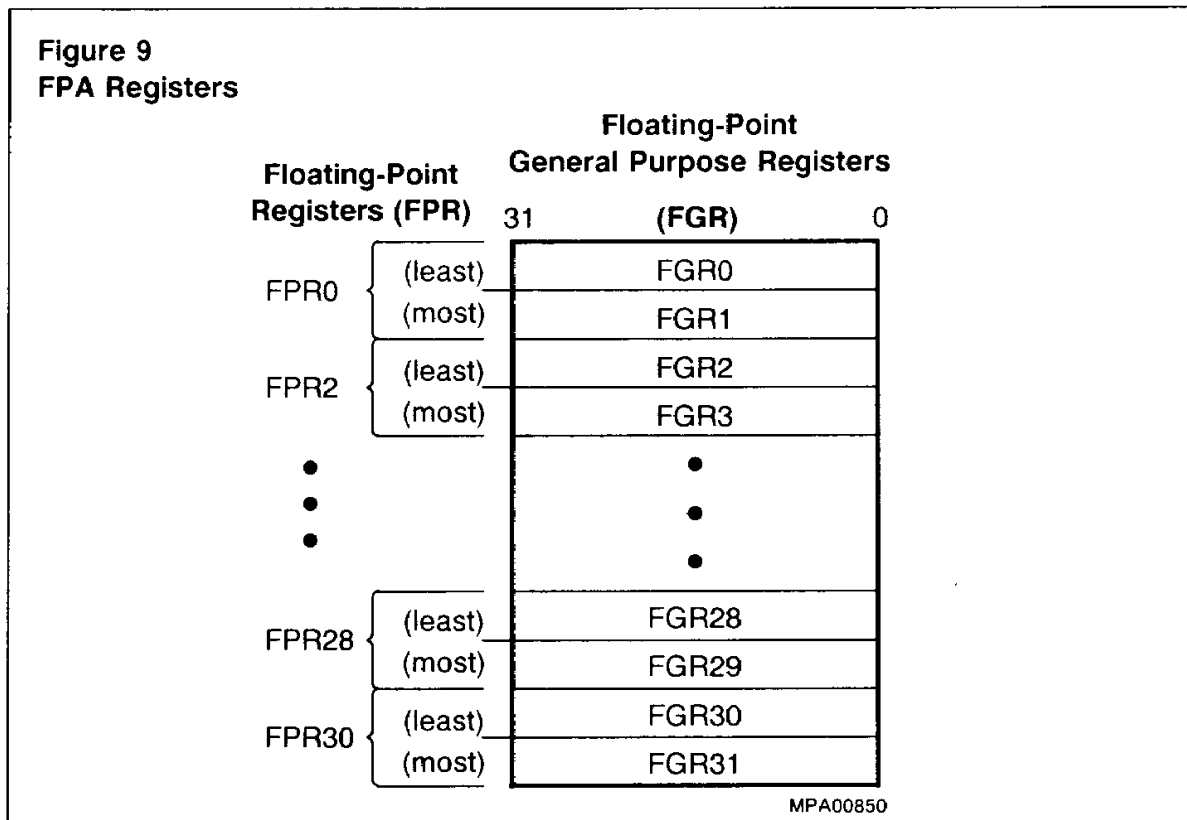 Figure 9
FPA Registers
Floating-Point
General Purpose Registers
Floating-Point
Registers (FPR)
31 (FGR) 0
FPR0 (least) FGR0
(most) FGR1
FPR2 (least) FGR2
(most) FGR3
FPR28 (least) FGR28
(most) FGR29
FPR30 (least) FGR30
(most) FGR31
MPA00850